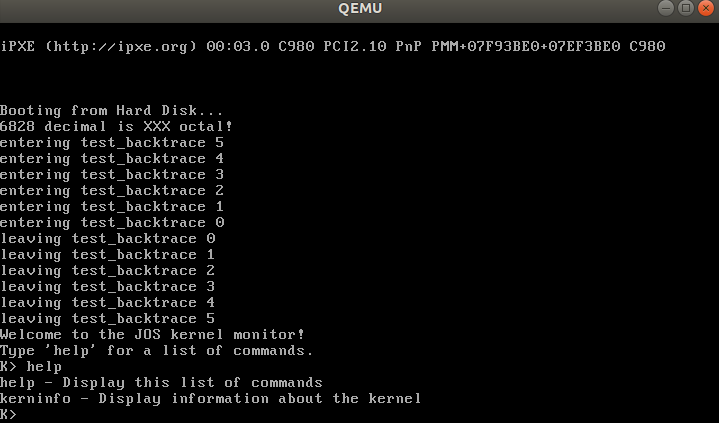 QEMU
iPXE (http://ipxe.org) 00:03.0 C980 PCI2.10 PnP PMM+07F93BE0+07EF3BE0 C980
Booting from Hard Disk...
6828 decimal is XXX octal!
entering test_backtrace 5
entering test_backtrace 4
entering test_backtrace 3
entering test_backtrace 2
entering test_backtrace 1
entering test_backtrace 0
leaving test_backtrace 0
leaving test_backtrace 1
leaving test_backtrace 2
leaving test_backtrace 3
leaving test_backtrace 4
leaving test_backtrace 5
Welcome to the JOS kernel monitor!
Type 'help' for a list of commands.
K> help
help - Display this list of commands
kerninfo - Display information about the kernel
K>